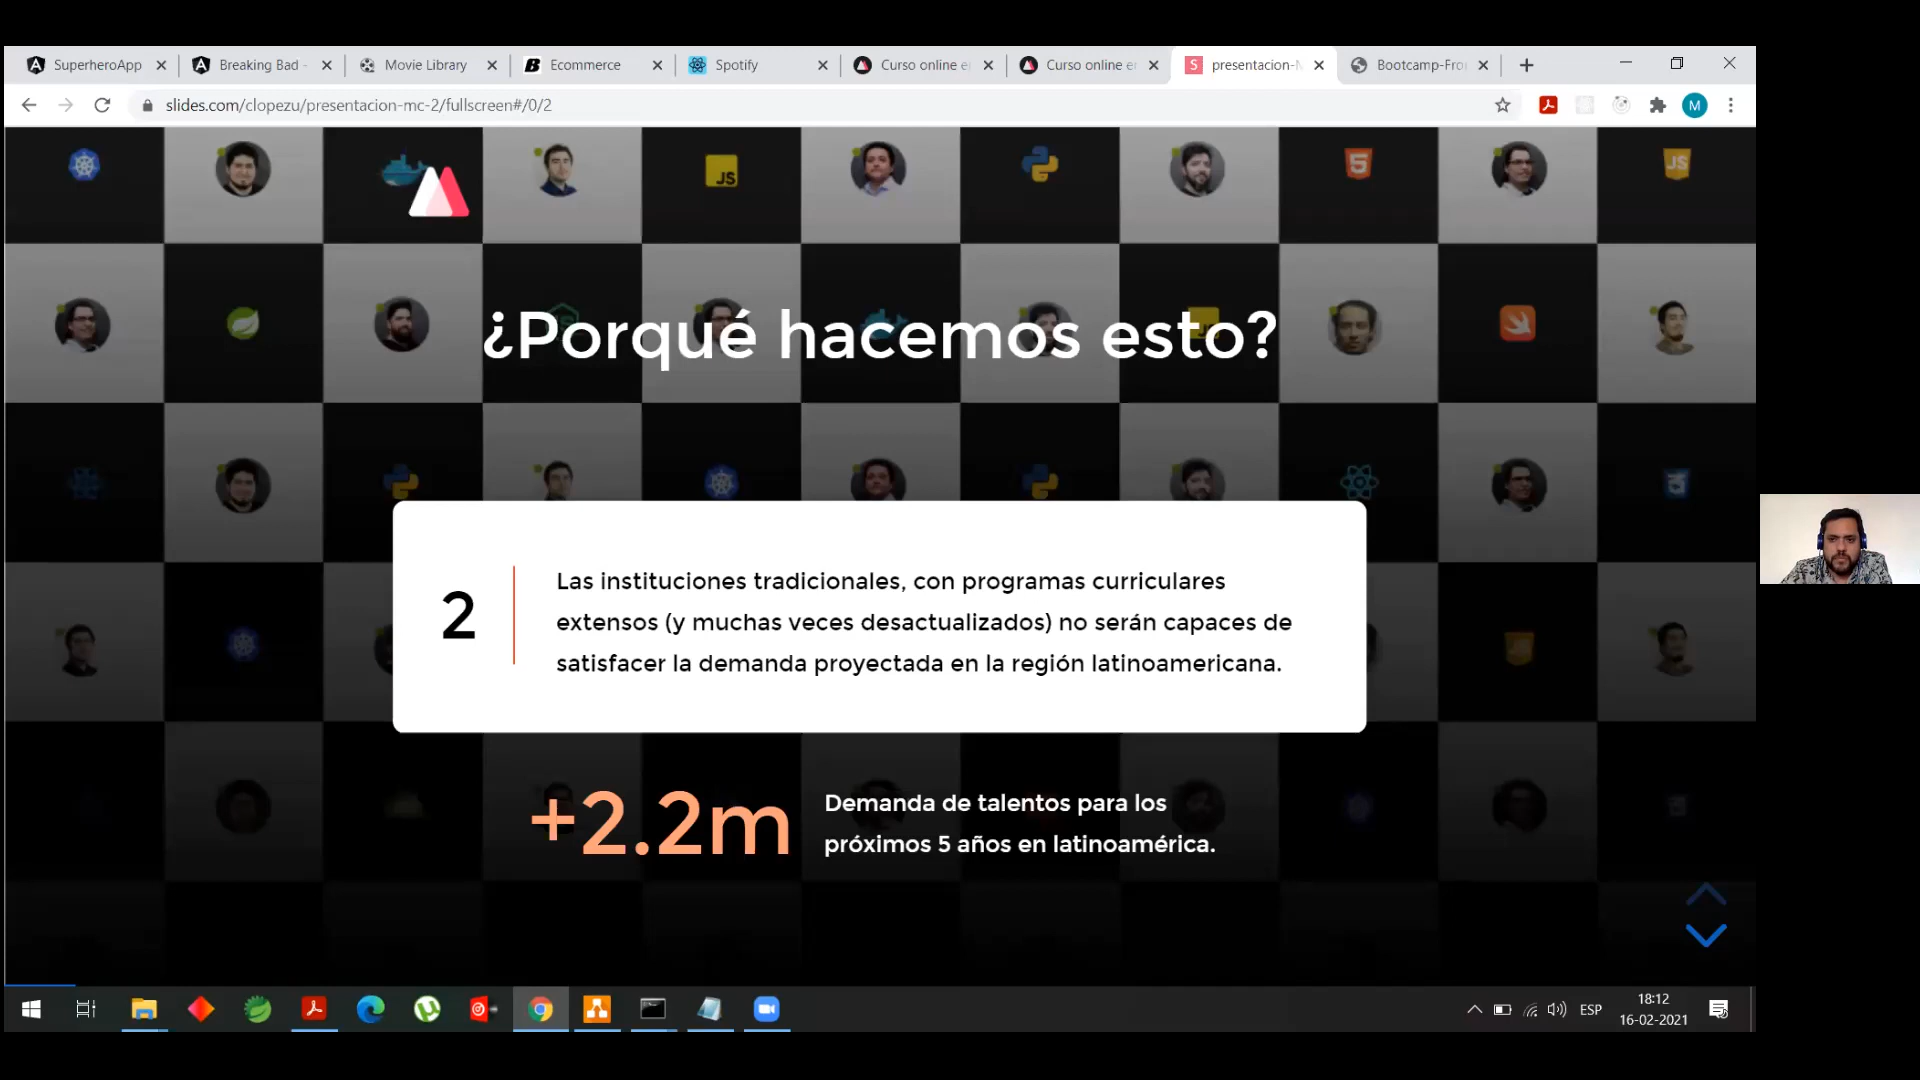 SuperheroApp
Breaking Bad -
Movie Library
Ecommerce
Spotify
Curso online e
Curso online e
presentacion-
Bootcamp-Fro
slides.com/clopezu/presentacion-mc-2/fullscreen#/0/2
M
JS
5
JS
¿Porqué hacemos esto?
2
Las instituciones tradicionales, con programas curriculares
extensos (y muchas veces desactualizados) no serán capaces de
satisfacer la demanda proyectada en la región latinoamericana.
+2.2m
Demanda de talentos para los
próximos 5 años en latinoamérica.
ESP
18:12
16-02-2021